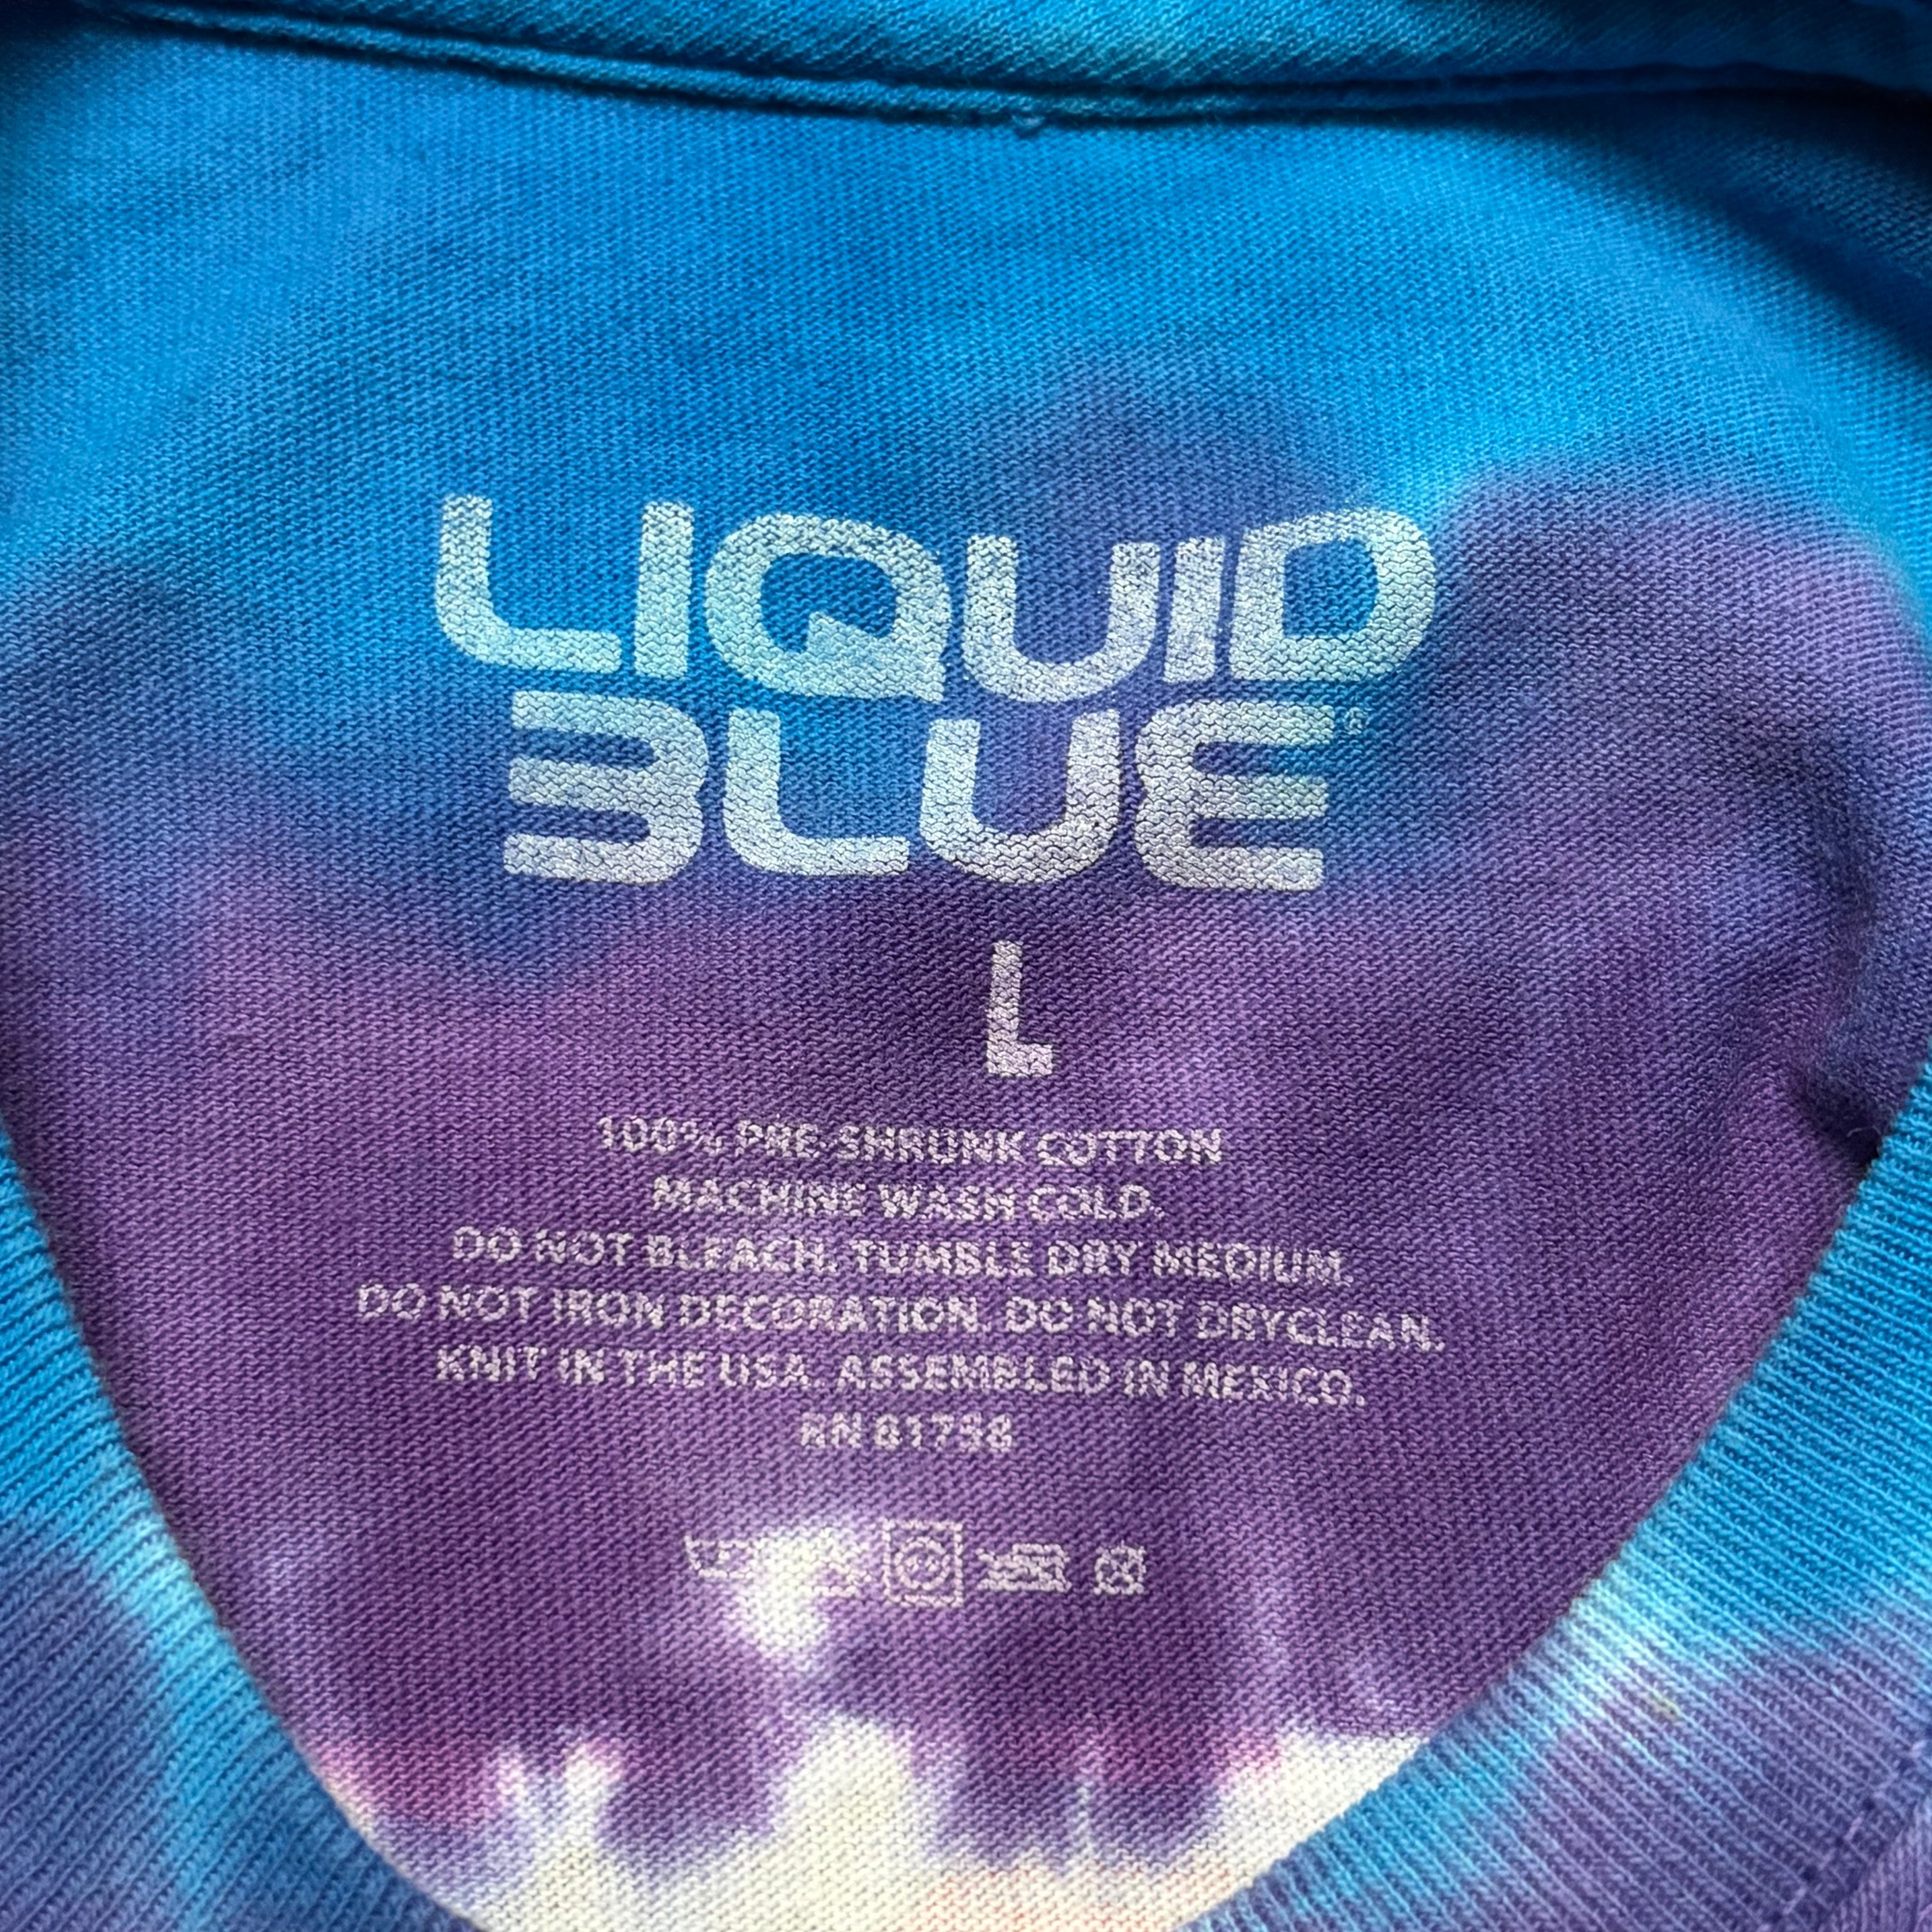 LIQUID
BLUE®
L
100% PRE-SHRUNK COTTON
MACHINE WASH COLD.
DO NOT BLEACH. TUMBLE DRY MEDIUM.
DO NOT IRON DECORATION. DO NOT DRYCLEAN.
KNIT IN THE USA. ASSEMBLED IN MEXICO.
RN 81758